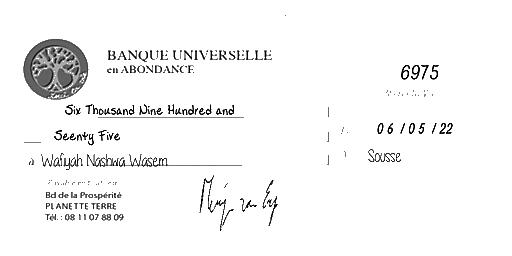 BANQUE UNIVERSELLE
en ABONDANCE
6975
Six Thousand Nine Hundred and
Seenty Five
06/05/22
à Wafiyah Nashwa Wasem
Sousse
Bd de la Prospérité
PLANETTE TERRE
Tél. : 08 11 07 88 09